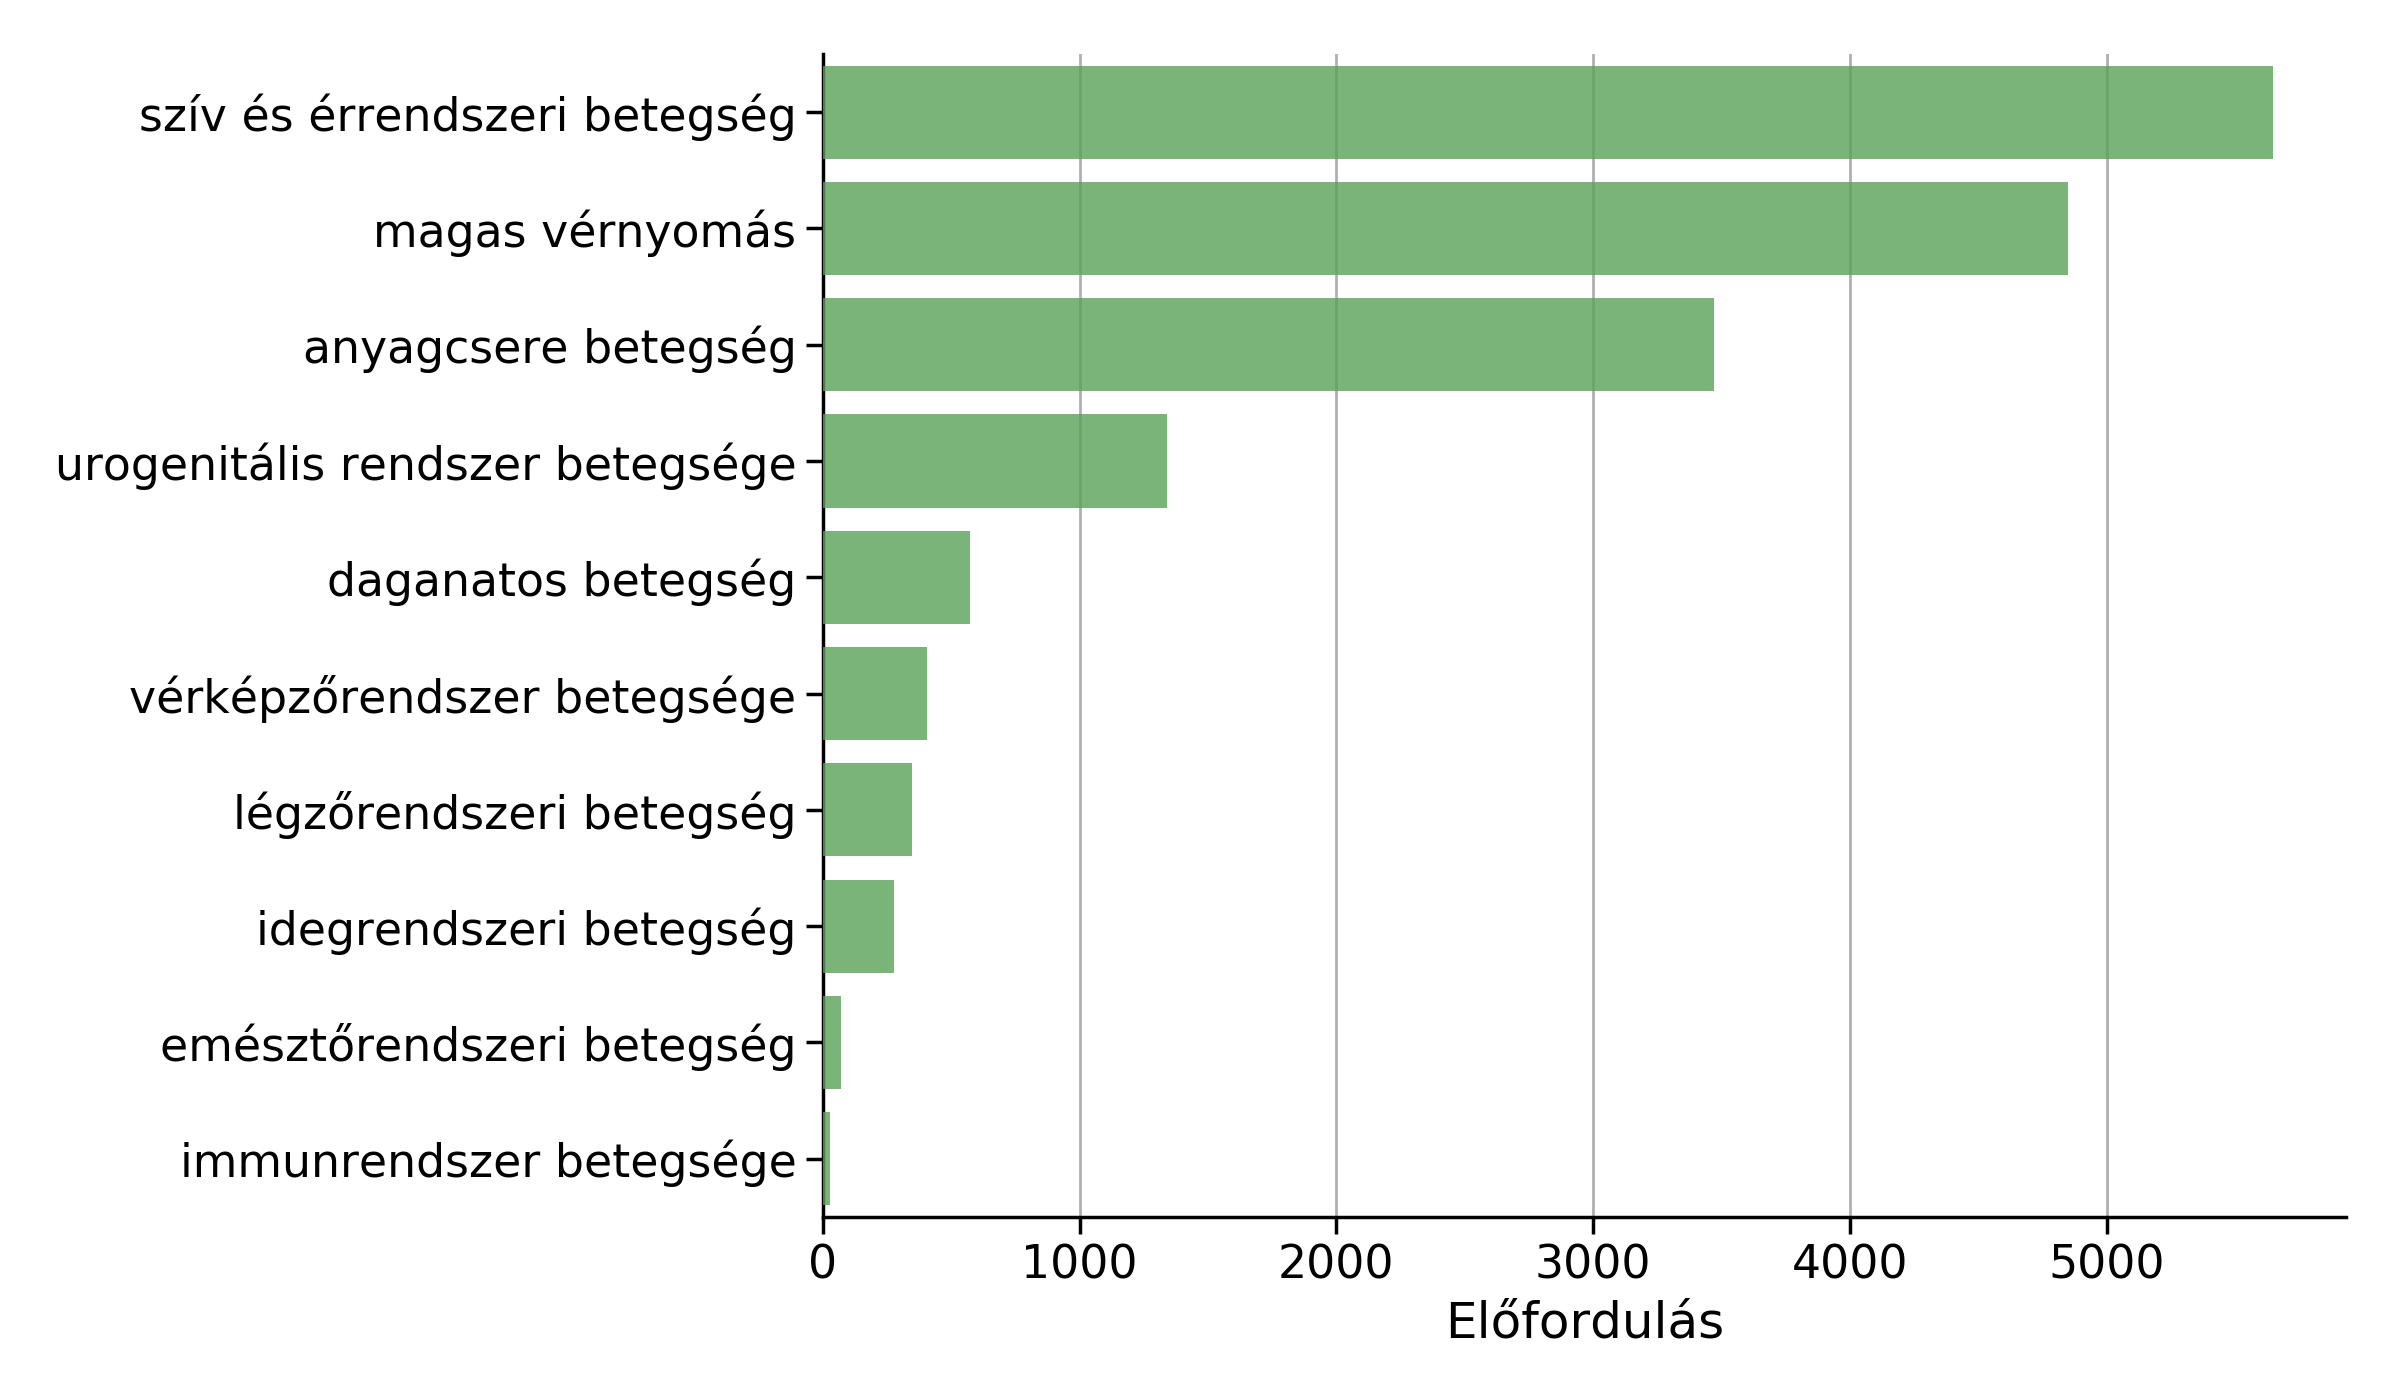 szív és érrendszeri betegség
magas vérnyomás
anyagcsere betegség
urogenitális rendszer betegsége
daganatos betegség
vérképzőrendszer betegsége
légzőrendszeri betegség
idegrendszeri betegség
emésztőrendszeri betegség
immunrendszer betegsége
0 1000 2000 3000 4000 5000
Előfordulás